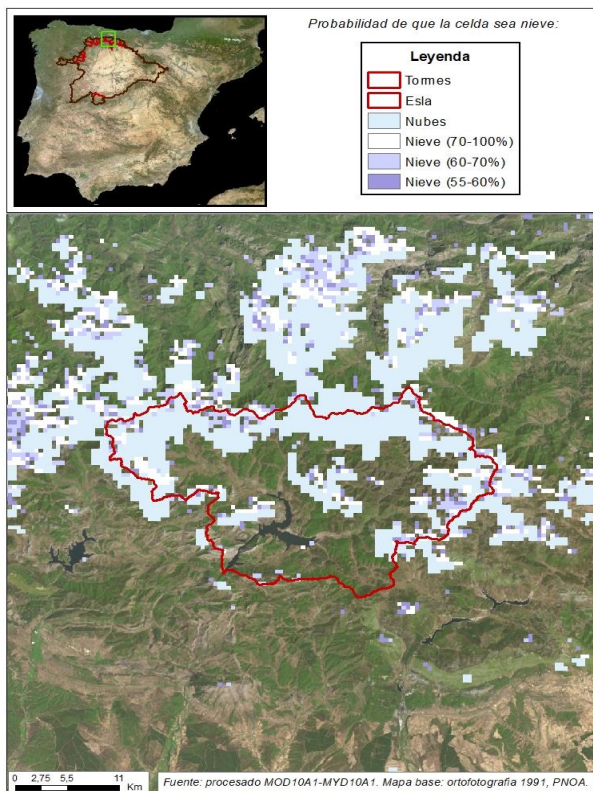 Probabilidad de que la celda sea nieve:
Leyenda
Tormes
Esla
Nubes
Nieve (70-100%)
Nieve (60-70%)
Nieve (55-60%)
0 2,75 5,5 11
Km
Fuente: procesado MOD10A1-MYD10A1. Mapa base: ortofotografia 1991, PNOA.